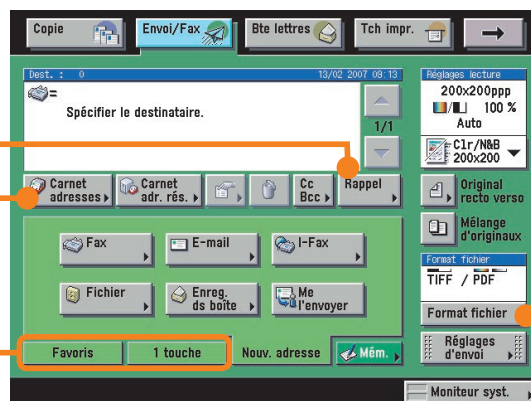 Copie
Envoi/Fax
Bte lettres
Tch impr.
Dest. : 0
13/02 2007 09:13
Spécifier le destinataire.
1/1
Carnet
adresses
Carnet
adr. rés.
Cc
Bcc
Rappel
Fax
E-mail
I-Fax
Fichier
Enreg.
ds boîte
Me
l'envoyer
Favoris
1 touche
Nouv. adresse
Mém.
Réglages lecture
200x200ppp
100 %
Auto
Clr/N&B
200x200
Original
recto verso
Mélange
d'originaux
Format fichier
TIFF / PDF
Format fichier
Réglages
d'envoi
Moniteur syst.